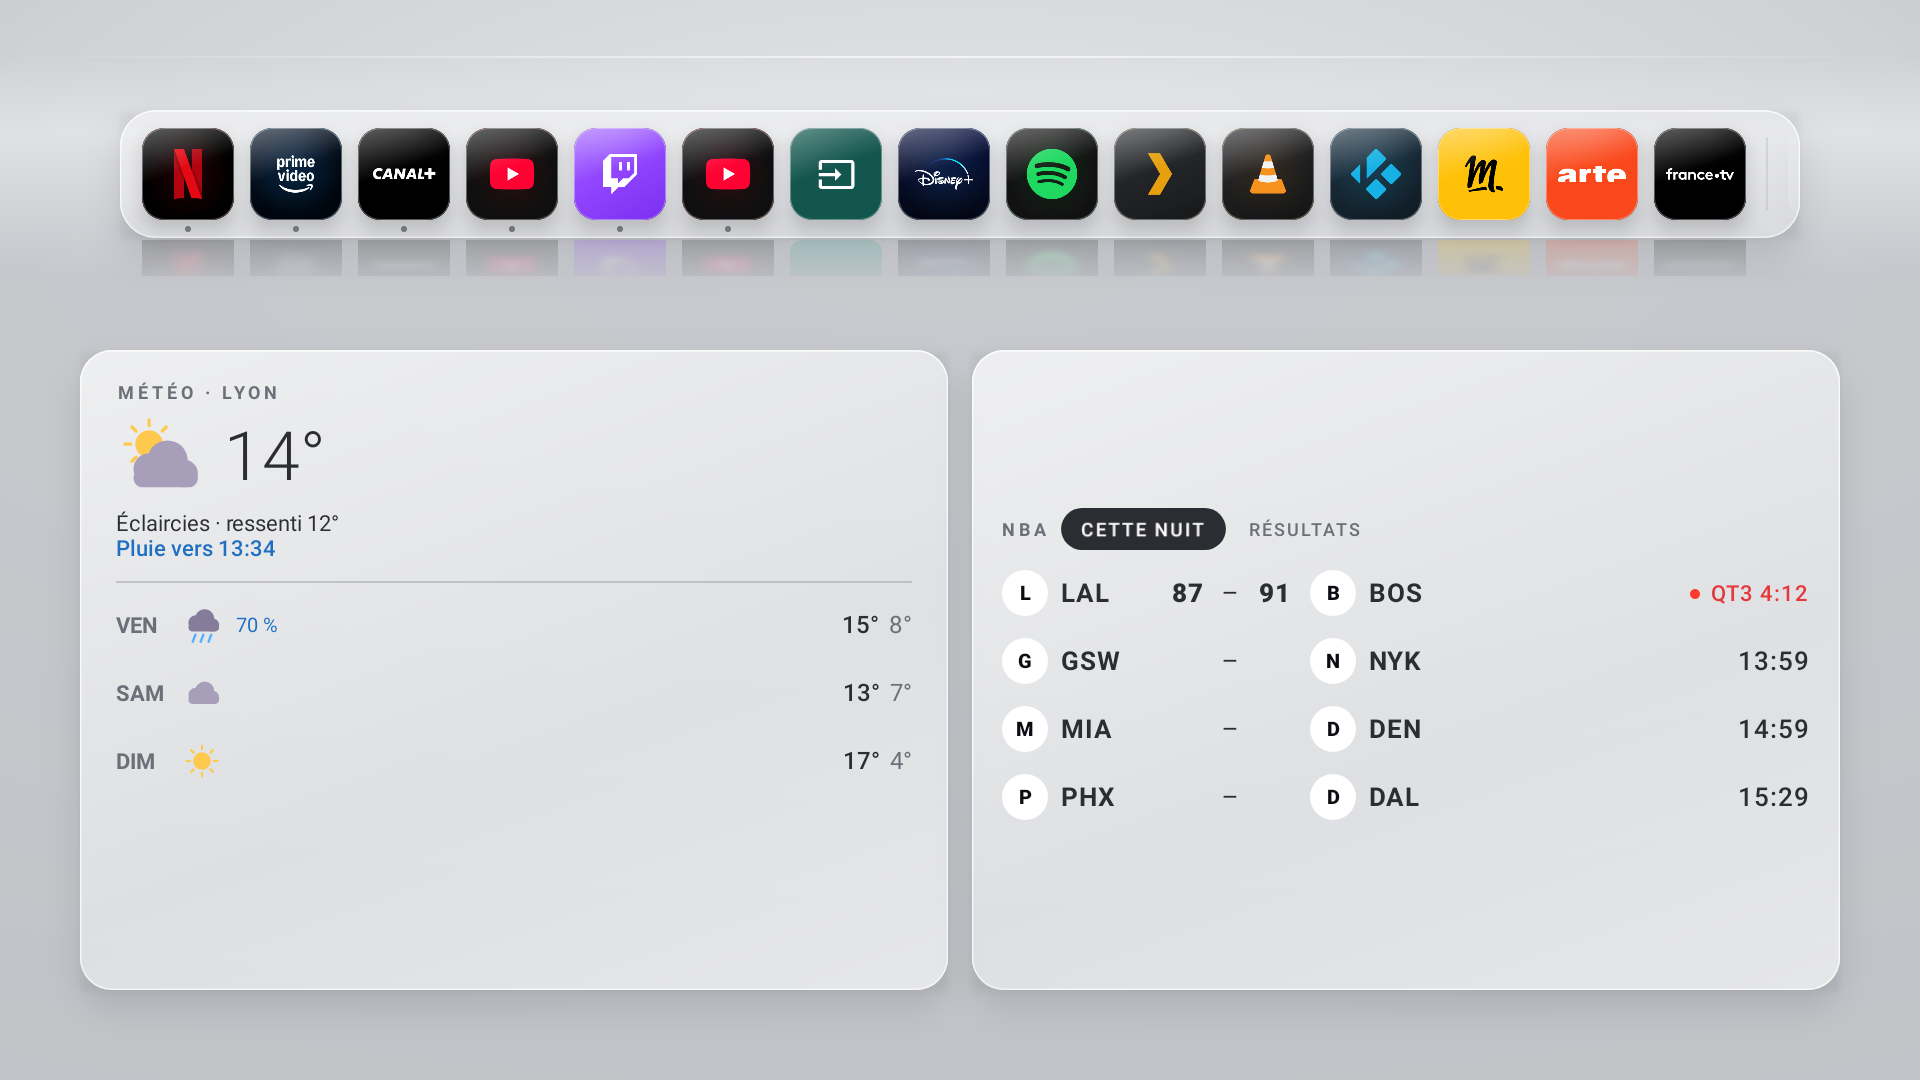 prime video
CANAL+
Disney+
m.
arte
france•tv
MÉTÉO · LYON
14°
Éclaircies · ressenti 12°
Pluie vers 13:34
VEN 70 % 15° 8°
SAM 13° 7°
DIM 17° 4°
NBA CETTE NUIT RÉSULTATS
L LAL 87 – 91 B BOS • QT3 4:12
G GSW – N NYK 13:59
M MIA – D DEN 14:59
P PHX – D DAL 15:29